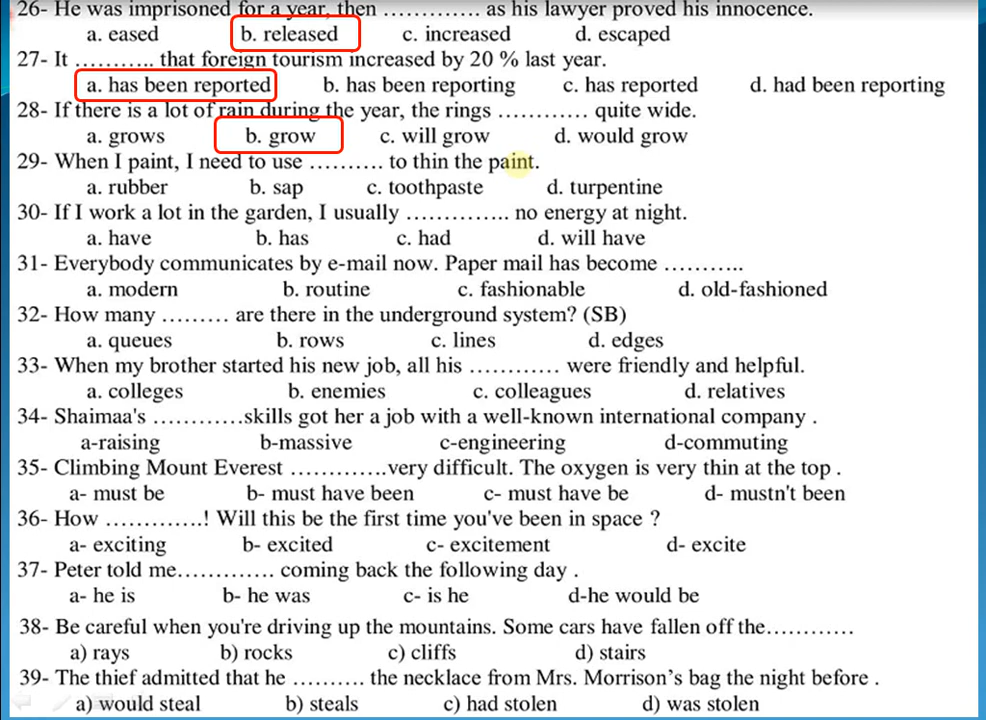 26- He was imprisoned for a year, then ………….. as his lawyer proved his innocence.
a. eased b. released c. increased d. escaped
27- It ……….. that foreign tourism increased by 20 % last year.
a. has been reported b. has been reporting c. has reported d. had been reporting
28- If there is a lot of rain during the year, the rings ………… quite wide.
a. grows b. grow c. will grow d. would grow
29- When I paint, I need to use ………. to thin the paint.
a. rubber b. sap c. toothpaste d. turpentine
30- If I work a lot in the garden, I usually ………….. no energy at night.
a. have b. has c. had d. will have
31- Everybody communicates by e-mail now. Paper mail has become ………..
a. modern b. routine c. fashionable d. old-fashioned
32- How many ……… are there in the underground system? (SB)
a. queues b. rows c. lines d. edges
33- When my brother started his new job, all his ………… were friendly and helpful.
a. colleges b. enemies c. colleagues d. relatives
34- Shaimaa's ………….skills got her a job with a well-known international company .
a-raising b-massive c-engineering d-commuting
35- Climbing Mount Everest ………….very difficult. The oxygen is very thin at the top .
a- must be b- must have been c- must have be d- mustn't been
36- How ………….! Will this be the first time you've been in space ?
a- exciting b- excited c- excitement d- excite
37- Peter told me…………. coming back the following day .
a- he is b- he was c- is he d-he would be
38- Be careful when you're driving up the mountains. Some cars have fallen off the…………
a) rays b) rocks c) cliffs d) stairs
39- The thief admitted that he ………. the necklace from Mrs. Morrison’s bag the night before .
a) would steal b) steals c) had stolen d) was stolen